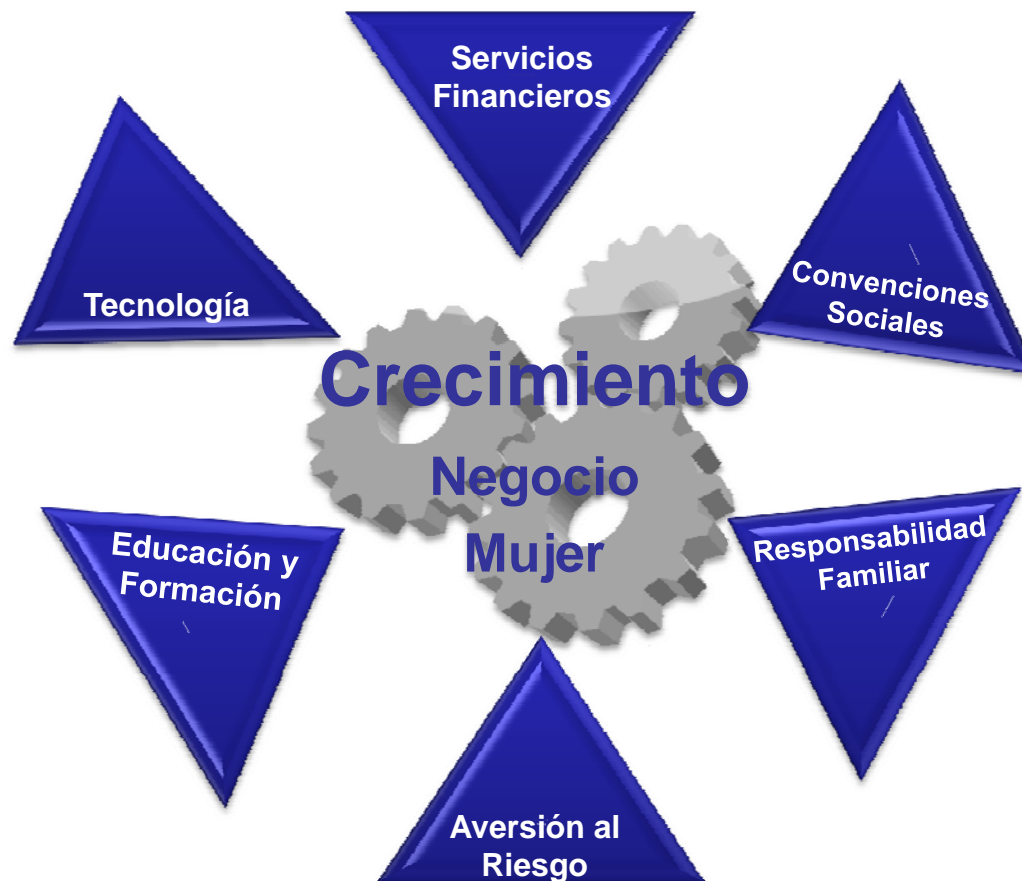 Servicios
Financieros
Tecnología
Convenciones
Sociales
Crecimiento
Negocio
Mujer
Educación y
Formación
Responsabilidad
Familiar
Aversión al
Riesgo